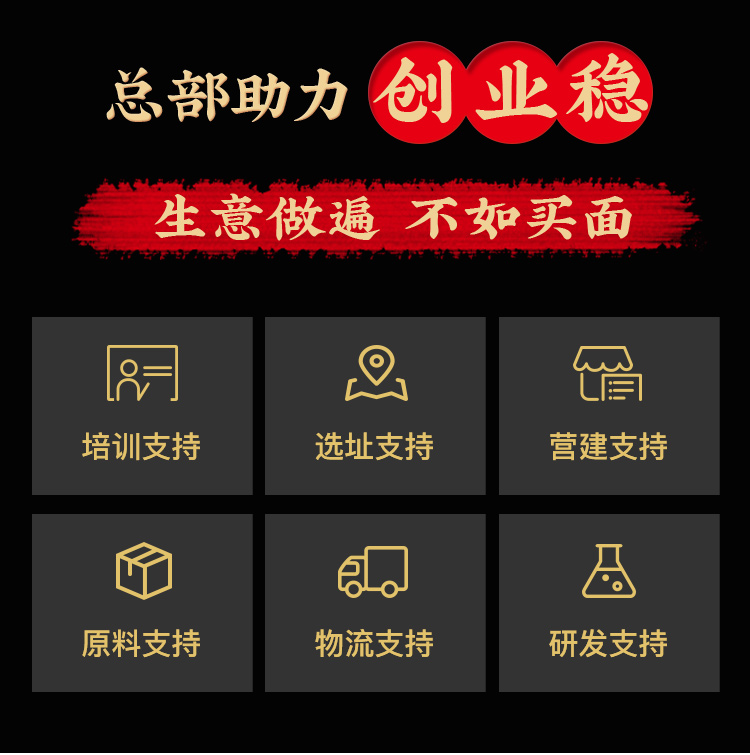 总部助力创业稳
生意做遍 不如买面
培训支持
选址支持
营建支持
原料支持
物流支持
研发支持